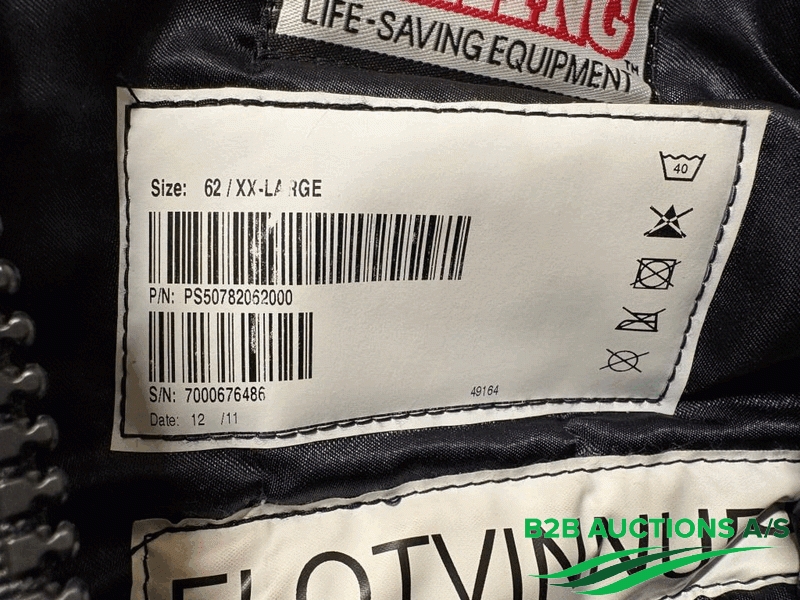 LIFE-SAVING EQUIPMENT™
40
Size: 62 / XX-LARGE
P/N: PS50782062000
S/N: 7000676486
49164
Date: 12 /11
B2B AUCTIONS A/S